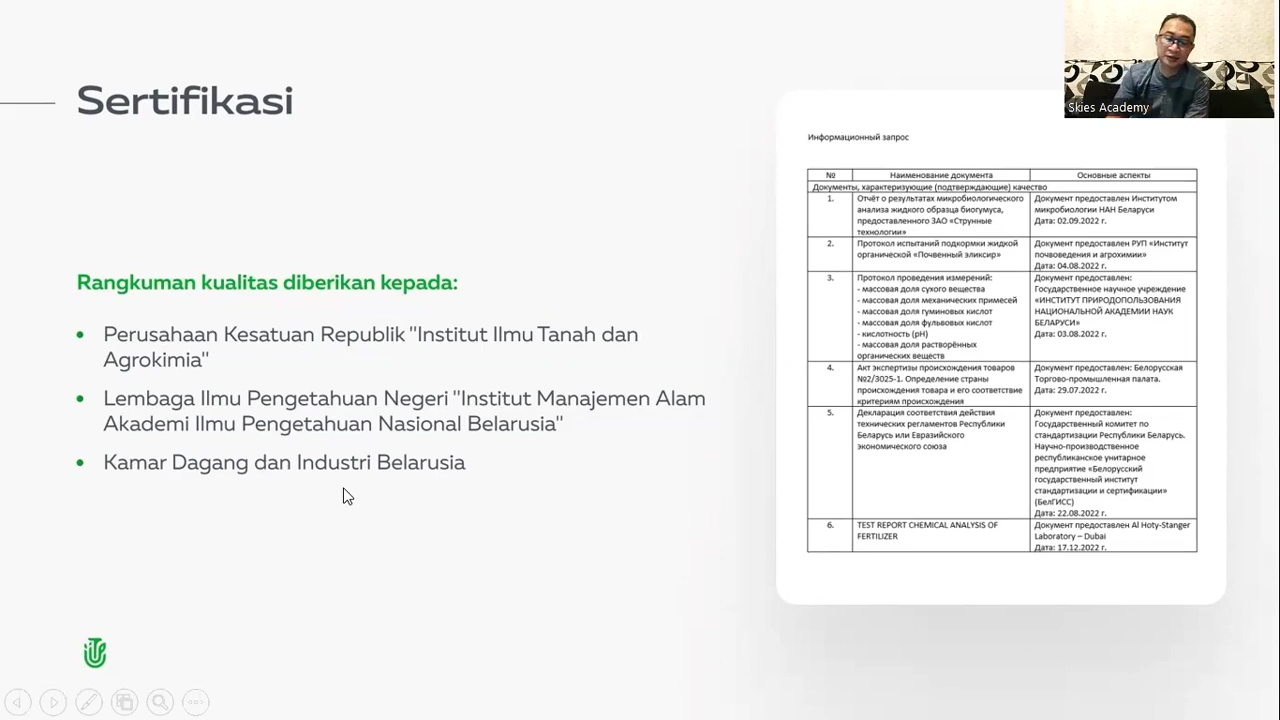 Sertifikasi
Rangkuman kualitas diberikan kepada:
Perusahaan Kesatuan Republik "Institut Ilmu Tanah dan
Agrokimia"
Lembaga Ilmu Pengetahuan Negeri "Institut Manajemen Alam
Akademi Ilmu Pengetahuan Nasional Belarusia"
Kamar Dagang dan Industri Belarusia
Skies Academy
Информационный запрос
№ Наименование документа Основные аспекты
Документы, характеризующие (подтверждающие) качество
1. Отчёт о результатах микробиологического
анализа жидкого образца биогумуса,
предоставленного ЗАО «Струнные
технологии»
Документ предоставлен Институтом
микробиологии НАН Беларуси
Дата: 02.09.2022 г.
2. Протокол испытаний подкормки жидкой
органической «Почвенный эликсир»
Документ предоставлен РУП «Институт
почвоведения и агрохимии»
Дата: 04.08.2022 г.
3. Протокол проведения измерений:
- массовая доля сухого вещества
- массовая доля механических примесей
- массовая доля гуминовых кислот
- массовая доля фульвовых кислот
- кислотность (pH)
- массовая доля растворённых
органических веществ
Документ предоставлен:
Государственное научное учреждение
«ИНСТИТУТ ПРИРОДОПОЛЬЗОВАНИЯ
НАЦИОНАЛЬНОЙ АКАДЕМИИ НАУК
БЕЛАРУСИ»
Дата: 03.08.2022 г.
4. Акт экспертизы происхождения товаров
№2/3025-1. Определение страны
происхождения товара и его соответствие
критериям происхождения
Документ предоставлен: Белорусская
Торгово-промышленная палата.
Дата: 29.07.2022 г.
5. Декларация соответствия действия
технических регламентов Республики
Беларусь или Евразийского
экономического союза
Документ предоставлен:
Государственный комитет по
стандартизации Республики Беларусь.
Научно-производственное
республиканское унитарное
предприятие «Белорусский
государственный институт
стандартизации и сертификации»
(БелГИСС)
Дата: 22.08.2022 г.
6. TEST REPORT CHEMICAL ANALYSIS OF
FERTILIZER
Документ предоставлен Al Hoty-Stanger
Laboratory – Dubai
Дата: 17.12.2022 г.